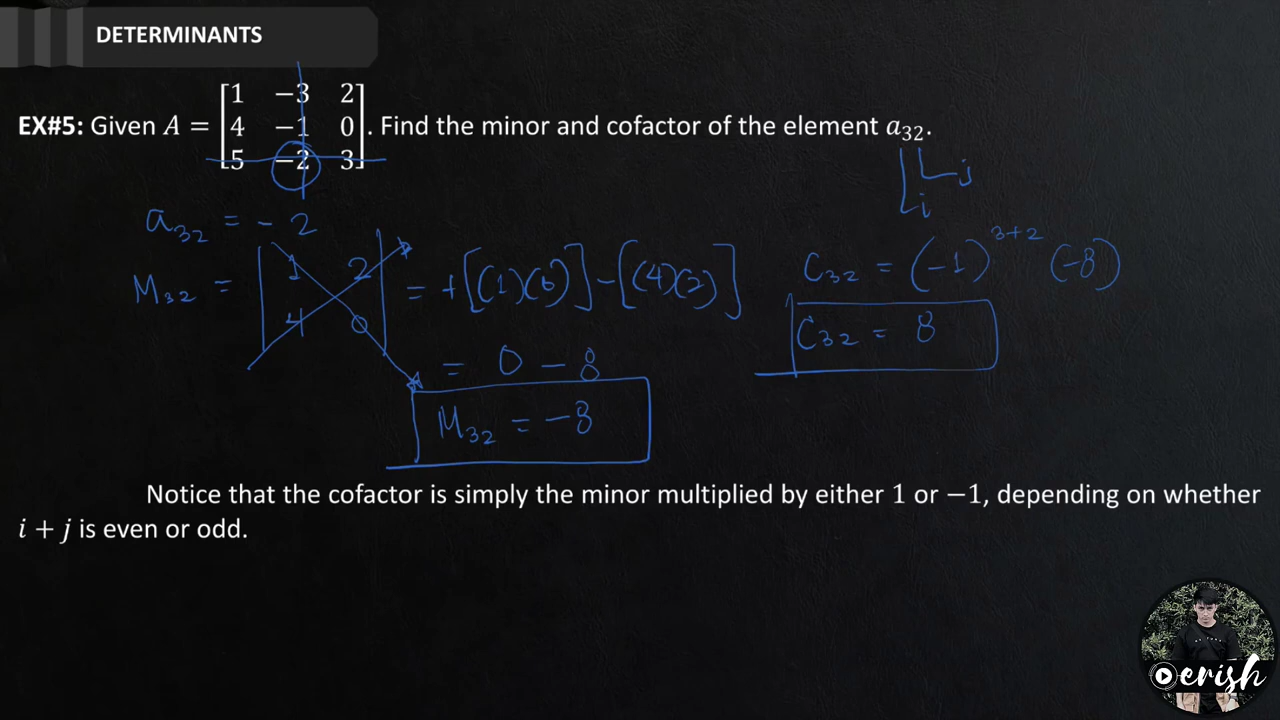 DETERMINANTS
EX#5: Given A = [1 −3 2; 4 −1 0; 5 −2 3]. Find the minor and cofactor of the element a₃₂.
j
i
a₃₂ = - 2
M₃₂ = |1 2; 4 0| = +[(1)(0)] - [(4)(2)]
= 0 - 8
M₃₂ = -8
C₃₂ = (-1)³⁺² (-8)
C₃₂ = 8
Notice that the cofactor is simply the minor multiplied by either 1 or −1, depending on whether
i + j is even or odd.
erish